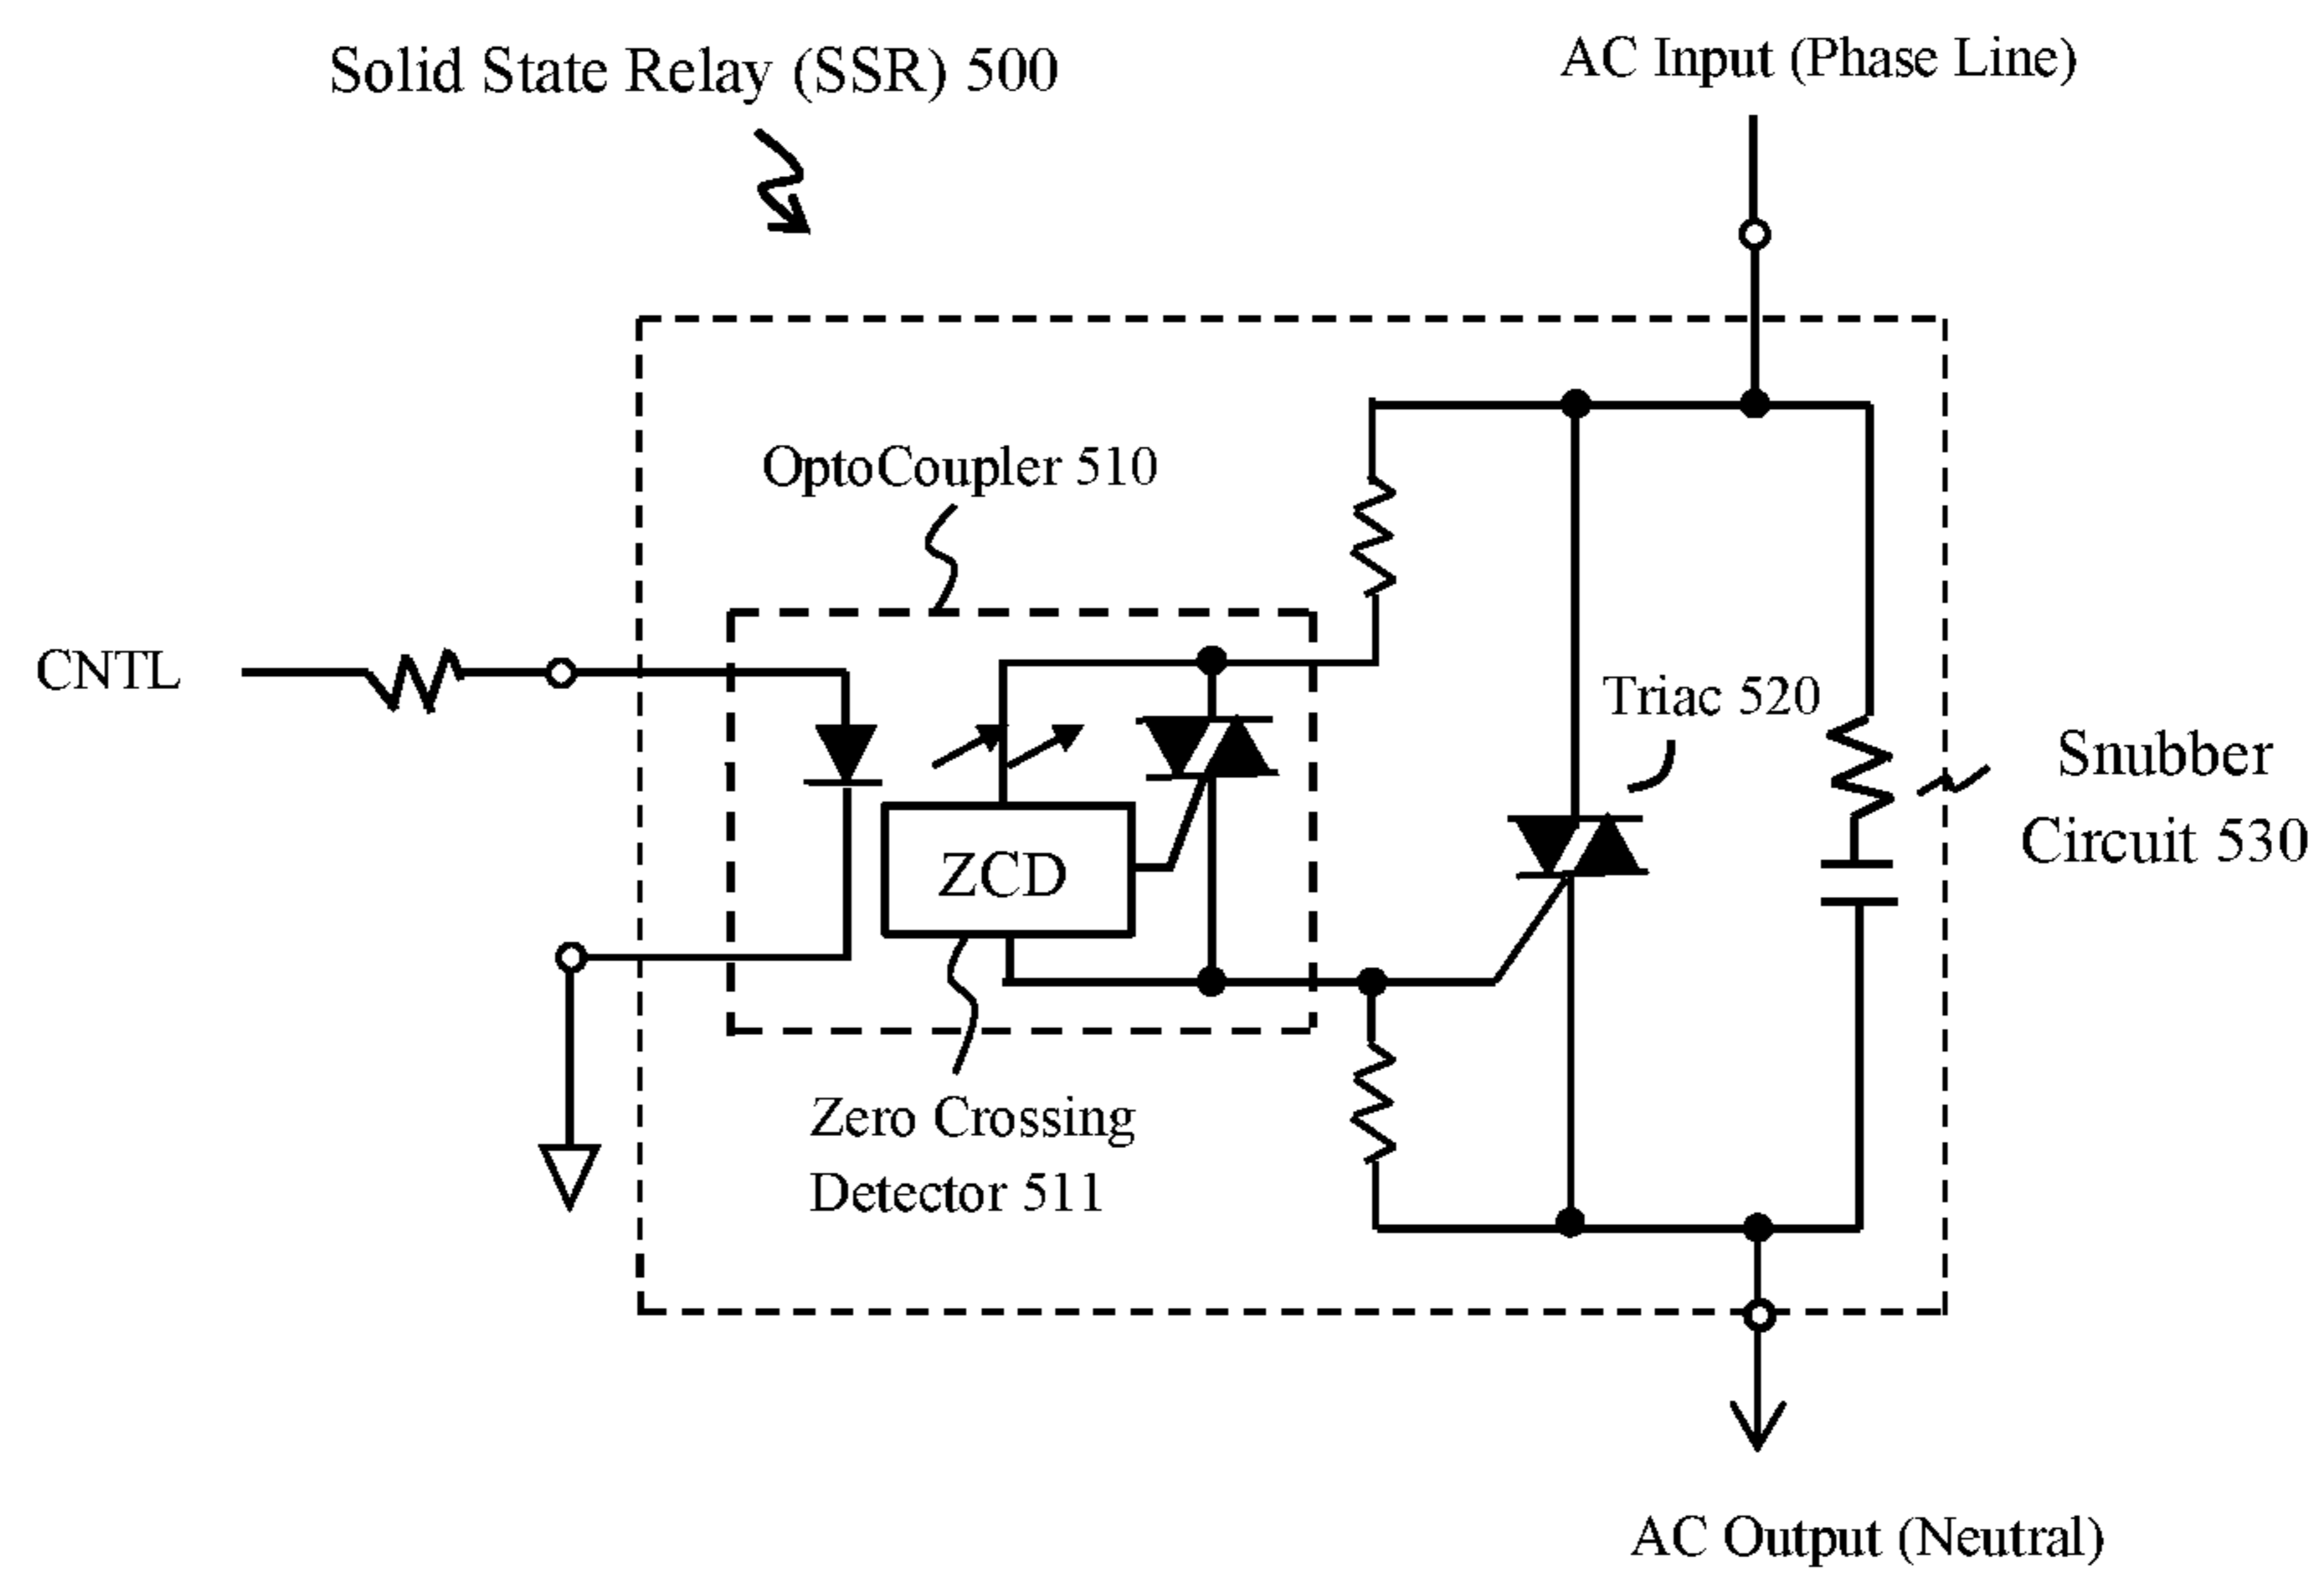 Solid State Relay (SSR) 500
AC Input (Phase Line)
OptoCoupler 510
CNTL
Triac 520
Snubber
Circuit 530
ZCD
Zero Crossing
Detector 511
AC Output (Neutral)